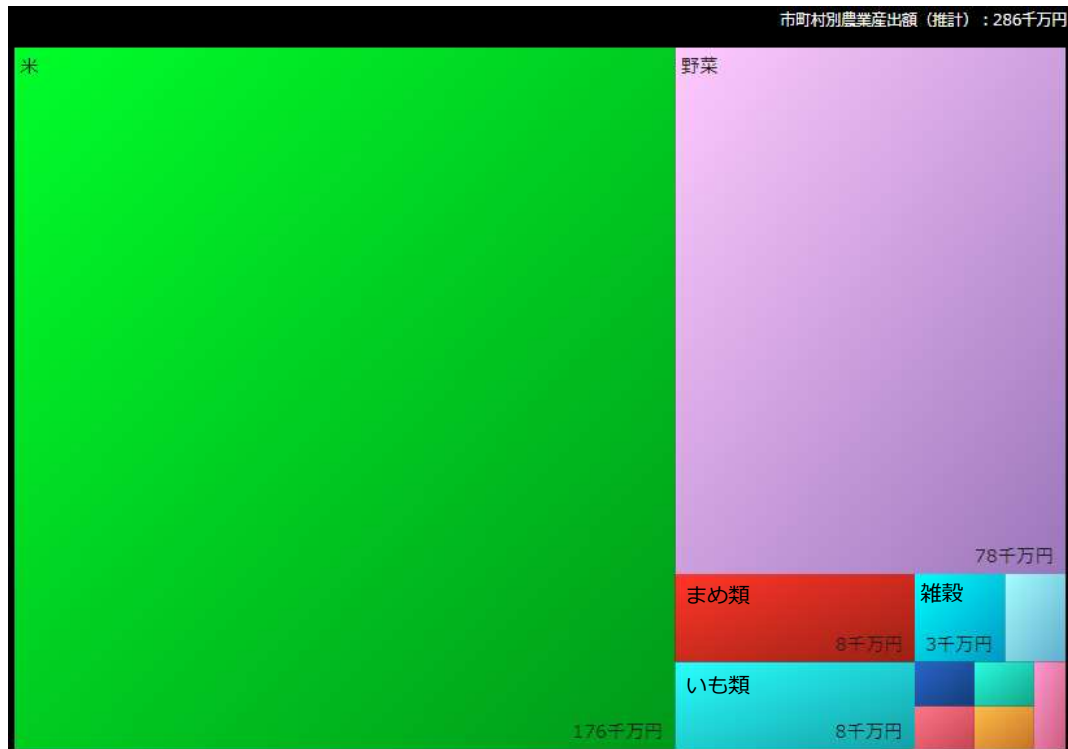 市町村別農業産出額（推計）：286千万円
米
176千万円
野菜
78千万円
まめ類
8千万円
雑穀
3千万円
いも類
8千万円